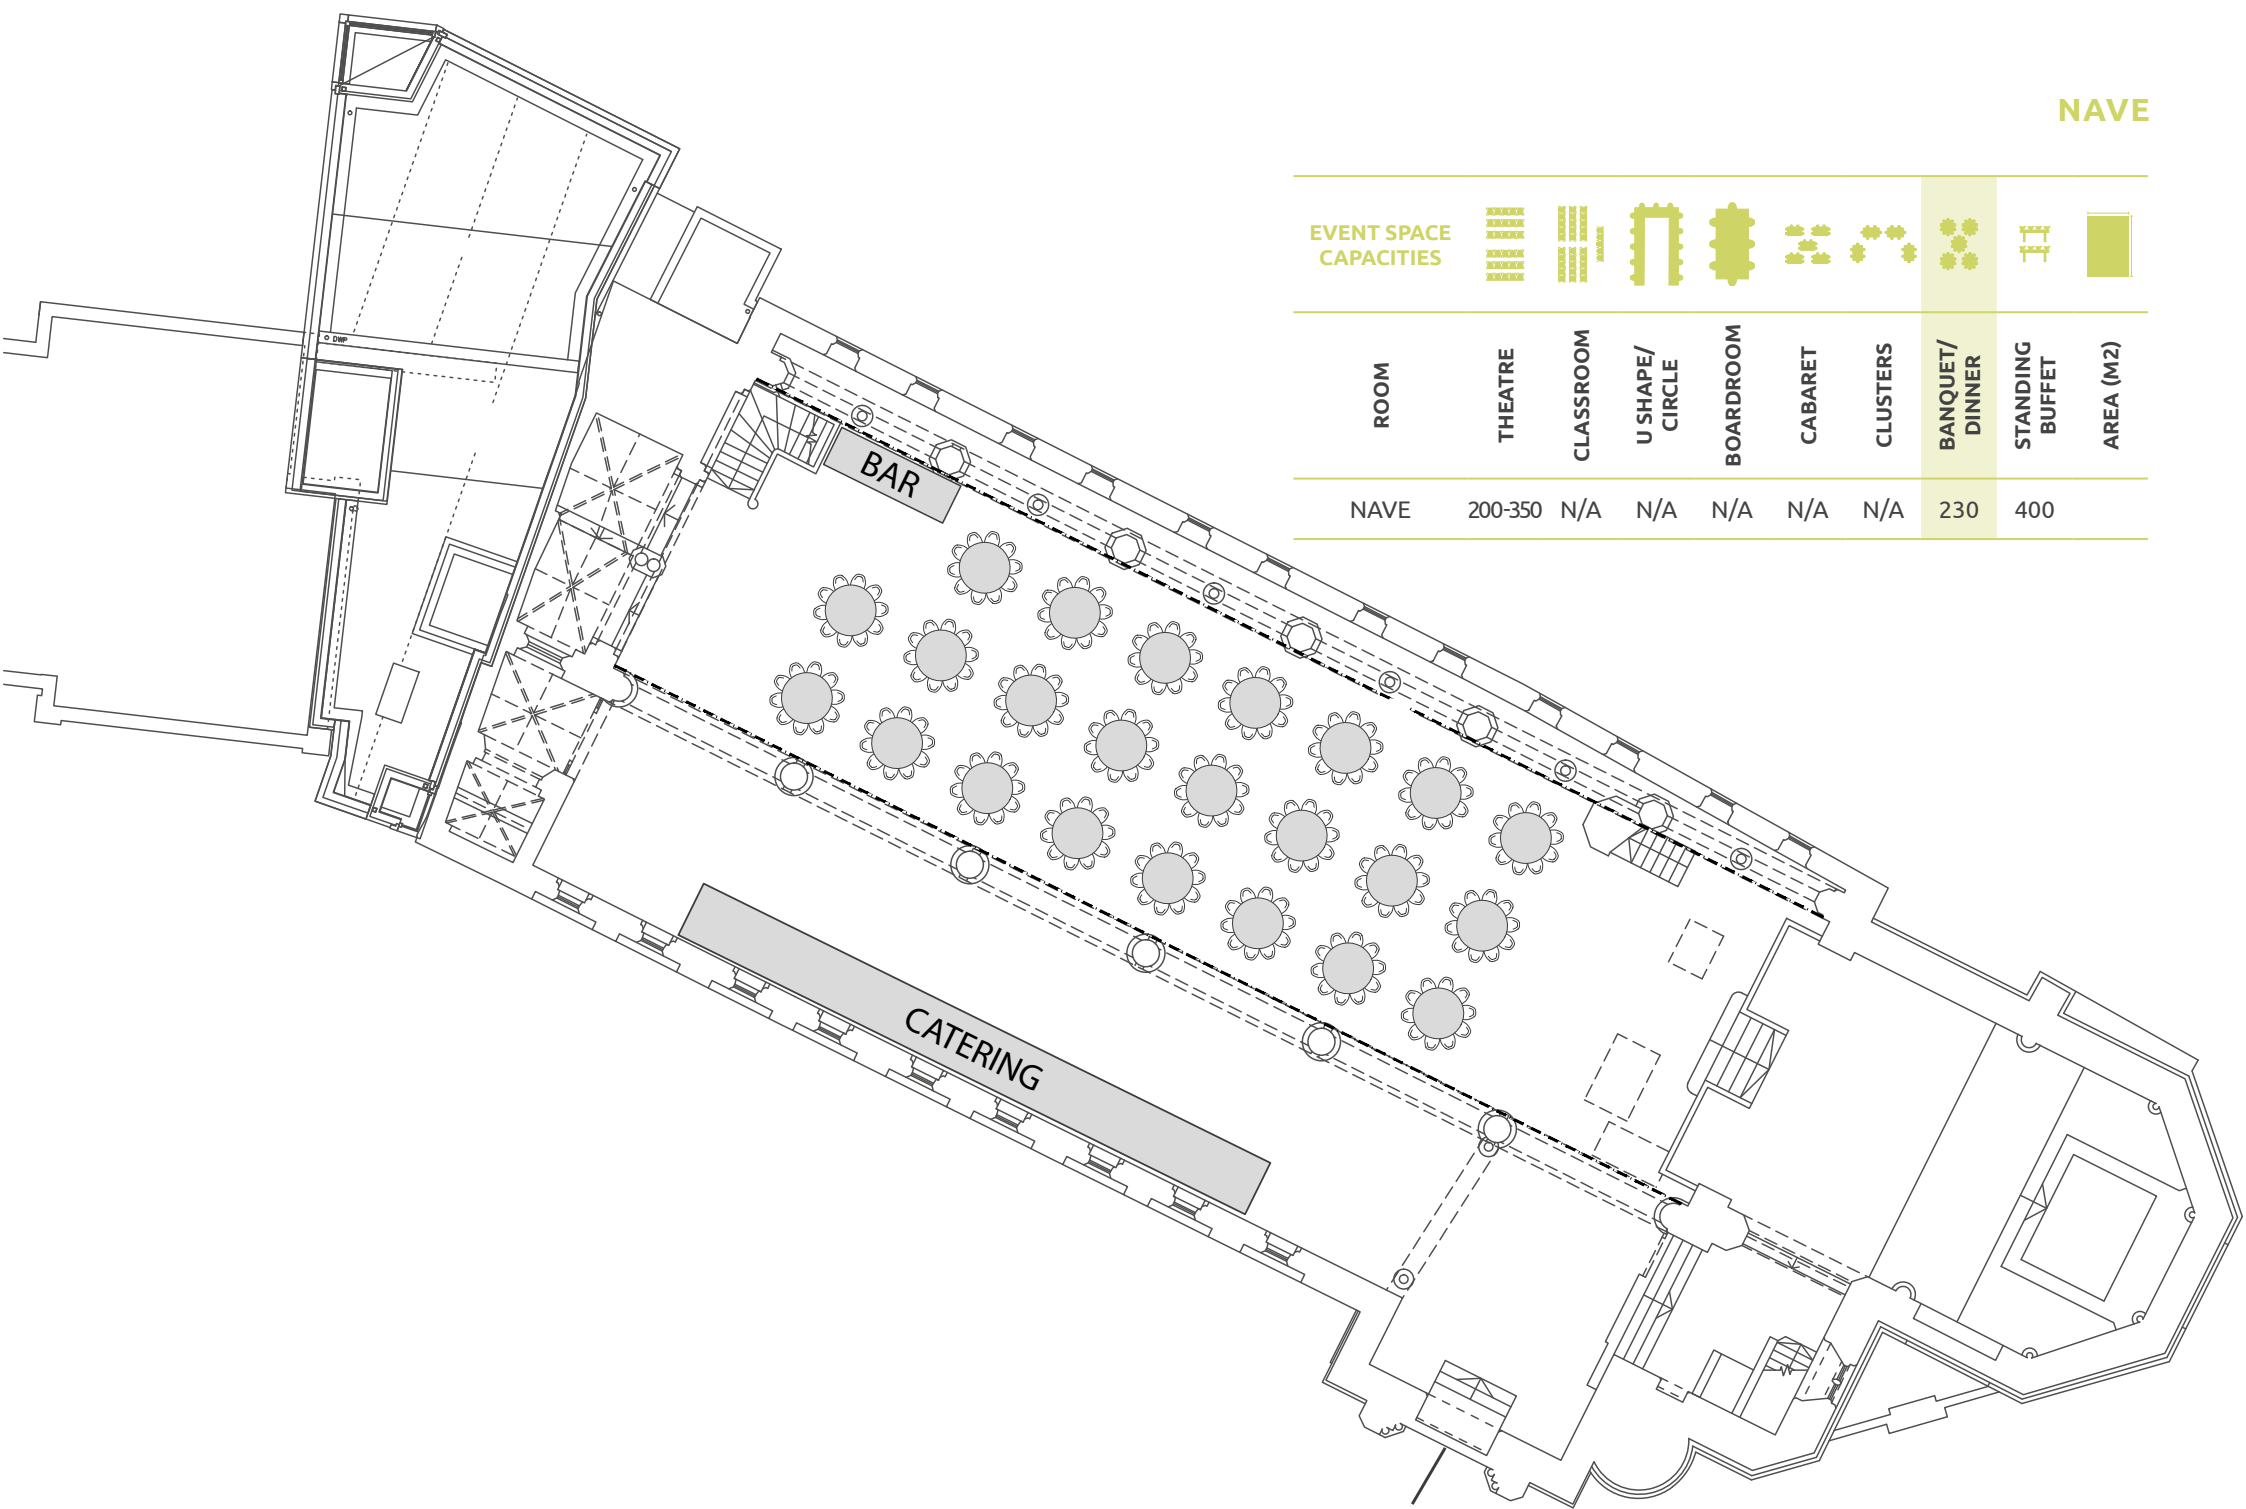 NAVE
EVENT SPACE
CAPACITIES
ROOM
THEATRE
CLASSROOM
U SHAPE/
CIRCLE
BOARDROOM
CABARET
CLUSTERS
BANQUET/
DINNER
STANDING
BUFFET
AREA (M2)
NAVE 200-350 N/A N/A N/A N/A N/A 230 400
DWP
BAR
CATERING